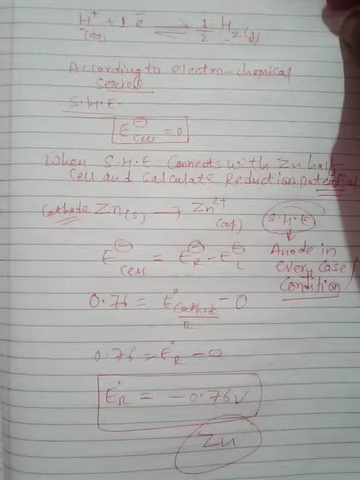 H⁺(aq) + 1 e⁻ ⇌ 1/2 H₂(g)
According to electro-chemical
Series
S.H.E.
E⊖cell = 0
When S.H.E Connects with Zn half
Cell and Calculate Reduction potential
Cathode Zn(s) → Zn²⁺(aq)
S.H.E
↓
Anode in
every Case/
Condition
E⊖cell = E⊖R - E⊖L
0.76 = E°Cathode - 0
R
0.76 = E°R - 0
E°R = -0.76V
Zn